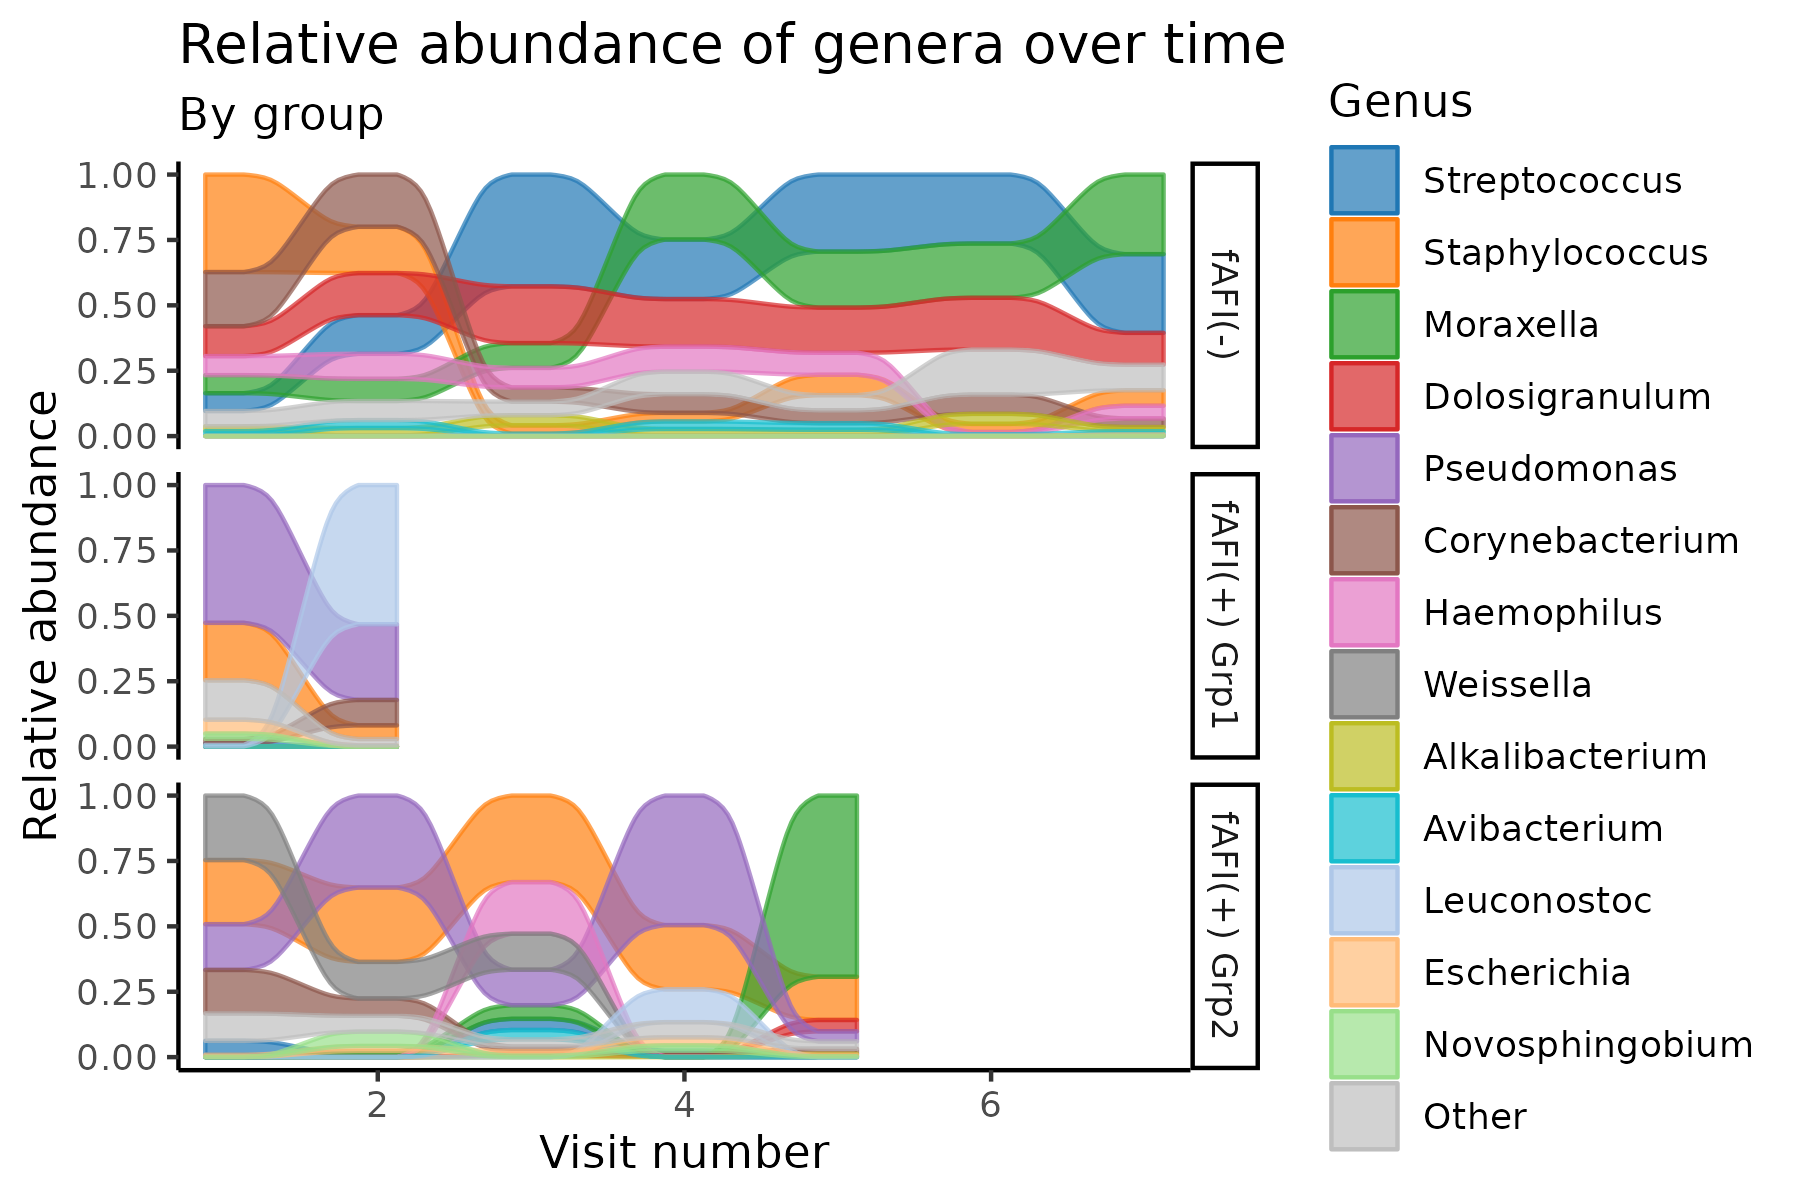 Relative abundance of genera over time
By group
Relative abundance
1.00
0.75
0.50
0.25
0.00
fAFI(-)
1.00
0.75
0.50
0.25
0.00
fAFI(+) Grp1
1.00
0.75
0.50
0.25
0.00
fAFI(+) Grp2
2
4
6
Visit number
Genus
Streptococcus
Staphylococcus
Moraxella
Dolosigranulum
Pseudomonas
Corynebacterium
Haemophilus
Weissella
Alkalibacterium
Avibacterium
Leuconostoc
Escherichia
Novosphingobium
Other